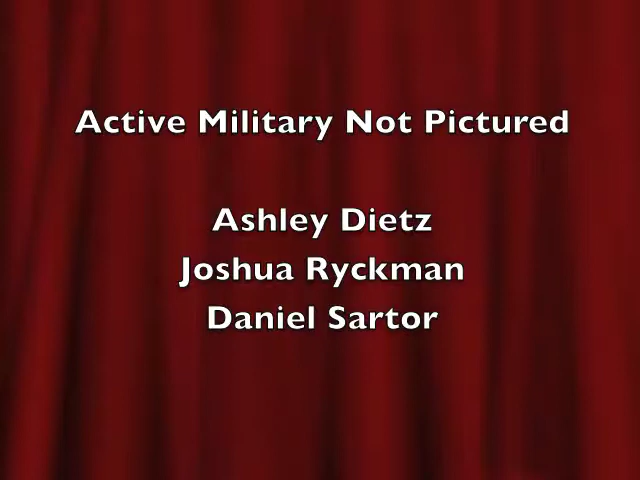 Active Military Not Pictured
Ashley Dietz
Joshua Ryckman
Daniel Sartor